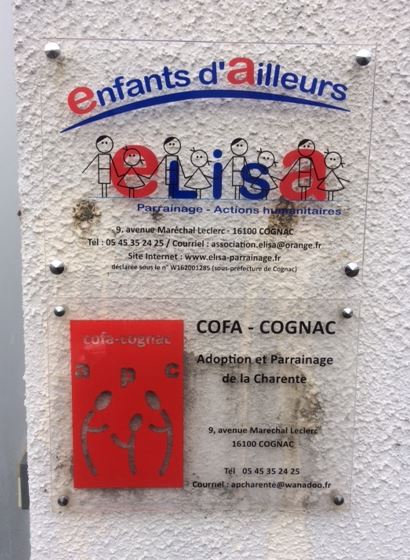 enfants d'ailleurs
eLisa
Parrainage - Actions humanitaires
9, avenue Maréchal Leclerc - 16100 COGNAC
Tél : 05 45 35 24 25 / Courriel : association.elisa@orange.fr
Site Internet : www.elisa-parrainage.fr
déclarée sous le n° W162001285 (sous-préfecture de Cognac)
cofa-cognac
a p c
COFA - COGNAC
Adoption et Parrainage
de la Charente
9, avenue Marechal Leclerc
16100 COGNAC
Tél 05 45 35 24 25
Courriel : apcharente@wanadoo.fr